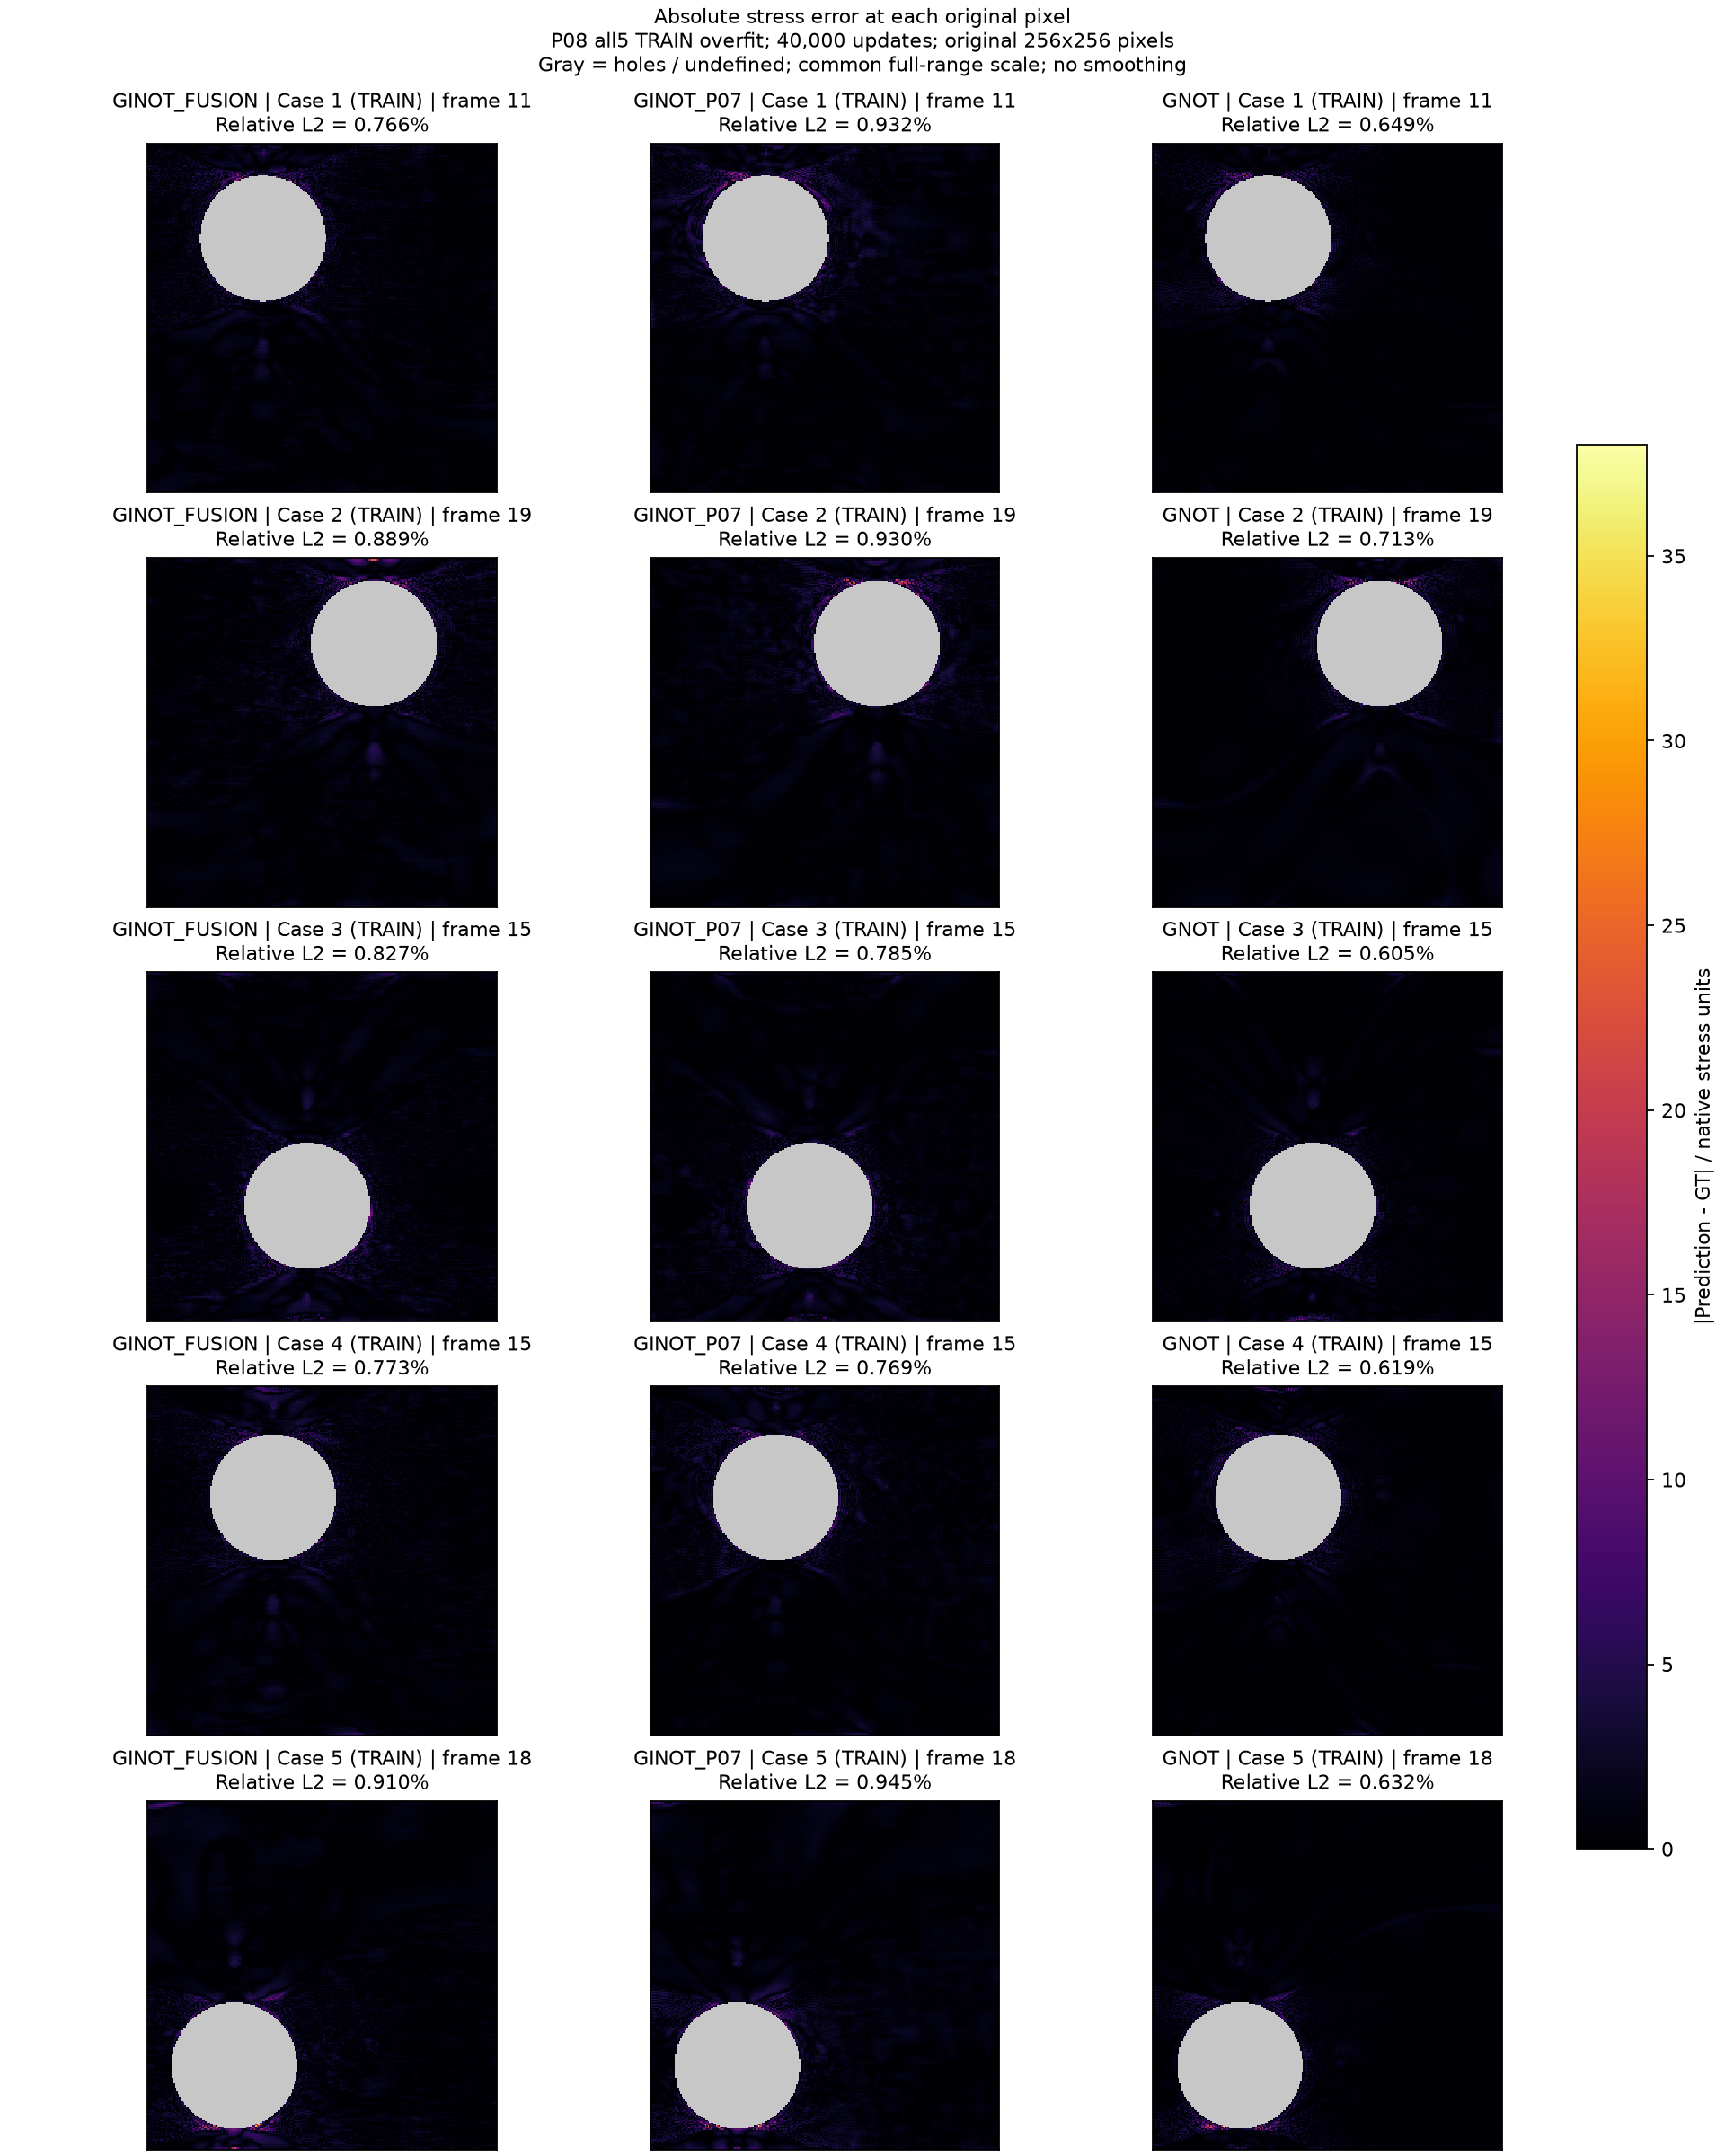 Absolute stress error at each original pixel
P08 all5 TRAIN overfit; 40,000 updates; original 256x256 pixels
Gray = holes / undefined; common full-range scale; no smoothing
GINOT_FUSION | Case 1 (TRAIN) | frame 11
Relative L2 = 0.766%
GINOT_P07 | Case 1 (TRAIN) | frame 11
Relative L2 = 0.932%
GNOT | Case 1 (TRAIN) | frame 11
Relative L2 = 0.649%
GINOT_FUSION | Case 2 (TRAIN) | frame 19
Relative L2 = 0.889%
GINOT_P07 | Case 2 (TRAIN) | frame 19
Relative L2 = 0.930%
GNOT | Case 2 (TRAIN) | frame 19
Relative L2 = 0.713%
GINOT_FUSION | Case 3 (TRAIN) | frame 15
Relative L2 = 0.827%
GINOT_P07 | Case 3 (TRAIN) | frame 15
Relative L2 = 0.785%
GNOT | Case 3 (TRAIN) | frame 15
Relative L2 = 0.605%
GINOT_FUSION | Case 4 (TRAIN) | frame 15
Relative L2 = 0.773%
GINOT_P07 | Case 4 (TRAIN) | frame 15
Relative L2 = 0.769%
GNOT | Case 4 (TRAIN) | frame 15
Relative L2 = 0.619%
GINOT_FUSION | Case 5 (TRAIN) | frame 18
Relative L2 = 0.910%
GINOT_P07 | Case 5 (TRAIN) | frame 18
Relative L2 = 0.945%
GNOT | Case 5 (TRAIN) | frame 18
Relative L2 = 0.632%
35
30
25
20
15
10
5
0
|Prediction - GT| / native stress units